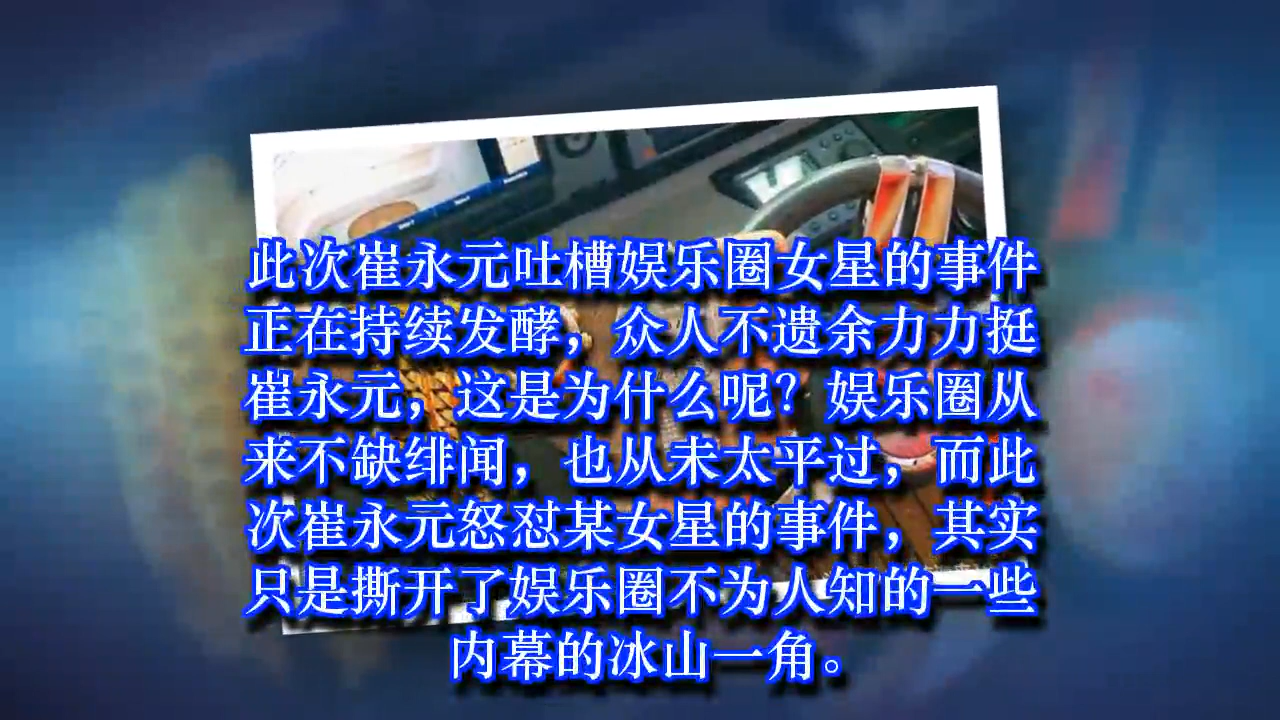 此次崔永元吐槽娱乐圈女星的事件
正在持续发酵，众人不遗余力力挺
崔永元，这是为什么呢？娱乐圈从
来不缺绯闻，也从未太平过，而此
次崔永元怒怼某女星的事件，其实
只是撕开了娱乐圈不为人知的一些
内幕的冰山一角。